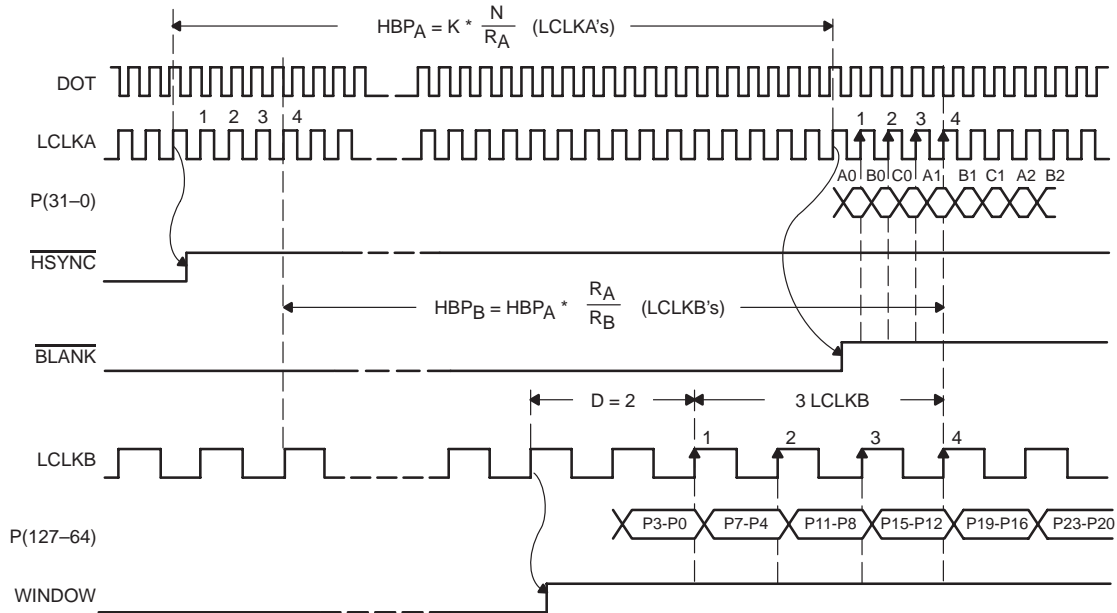 HBPA = K * N/RA (LCLKA's)
DOT
1 2 3 4
1 2 3 4
LCLKA
A0 B0 C0 A1 B1 C1 A2 B2
P(31–0)
HSYNC
HBPB = HBPA * RA/RB (LCLKB's)
BLANK
D = 2
3 LCLKB
1 2 3 4
LCLKB
P3-P0 P7-P4 P11-P8 P15-P12 P19-P16 P23-P20
P(127–64)
WINDOW